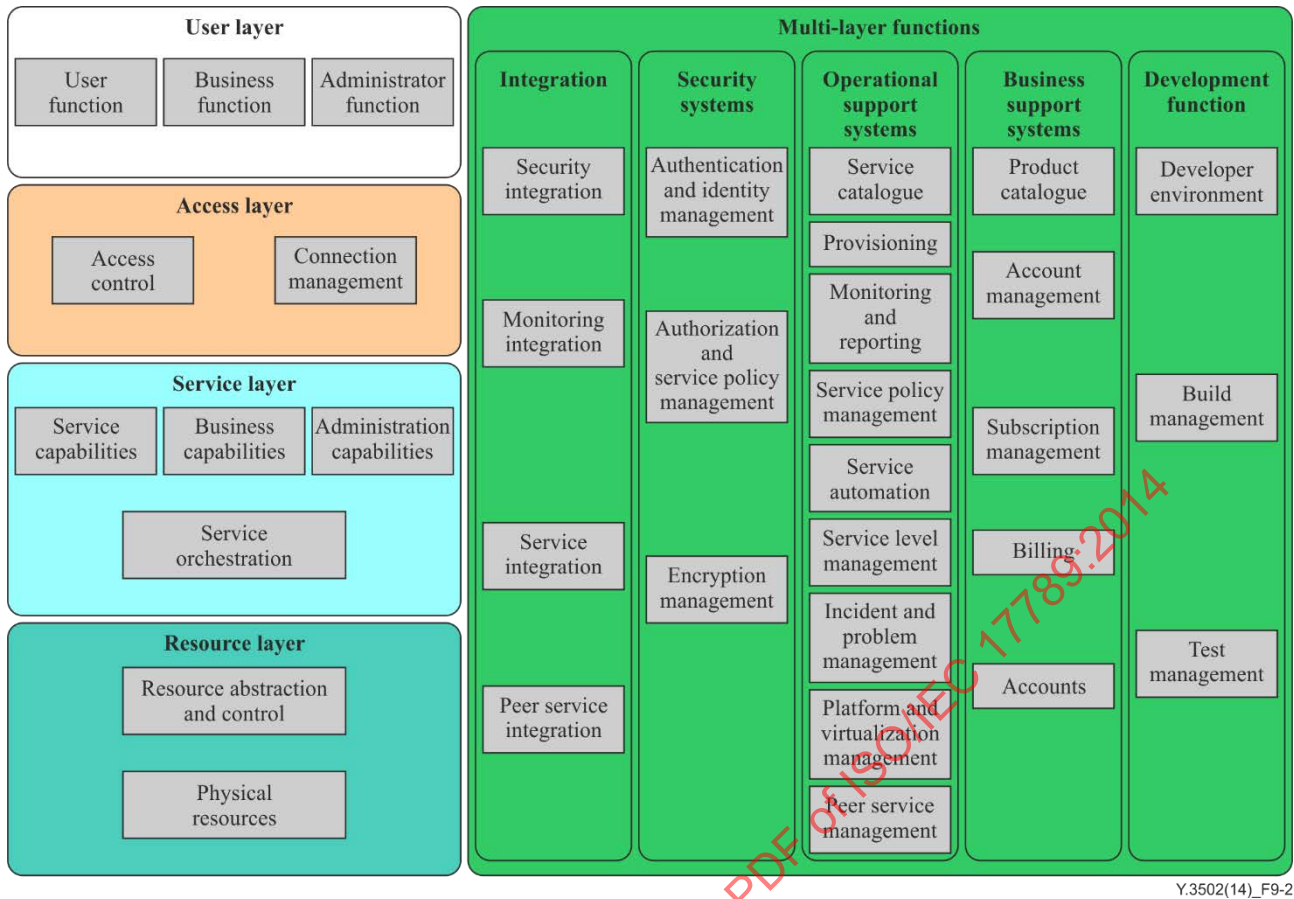 User layer
User
function
Business
function
Administrator
function
Access layer
Access
control
Connection
management
Service layer
Service
capabilities
Business
capabilities
Administration
capabilities
Service
orchestration
Resource layer
Resource abstraction
and control
Physical
resources
Multi-layer functions
Integration
Security
integration
Monitoring
integration
Service
integration
Peer service
integration
Security
systems
Authentication
and identity
management
Authorization
and
service policy
management
Encryption
management
Operational
support
systems
Service
catalogue
Provisioning
Monitoring
and
reporting
Service policy
management
Service
automation
Service level
management
Incident and
problem
management
Platform and
virtualization
management
Peer service
management
Business
support
systems
Product
catalogue
Account
management
Subscription
management
Billing
Accounts
Development
function
Developer
environment
Build
management
Test
management
PDF of ISO/IEC 17789:2014
Y.3502(14)_F9-2